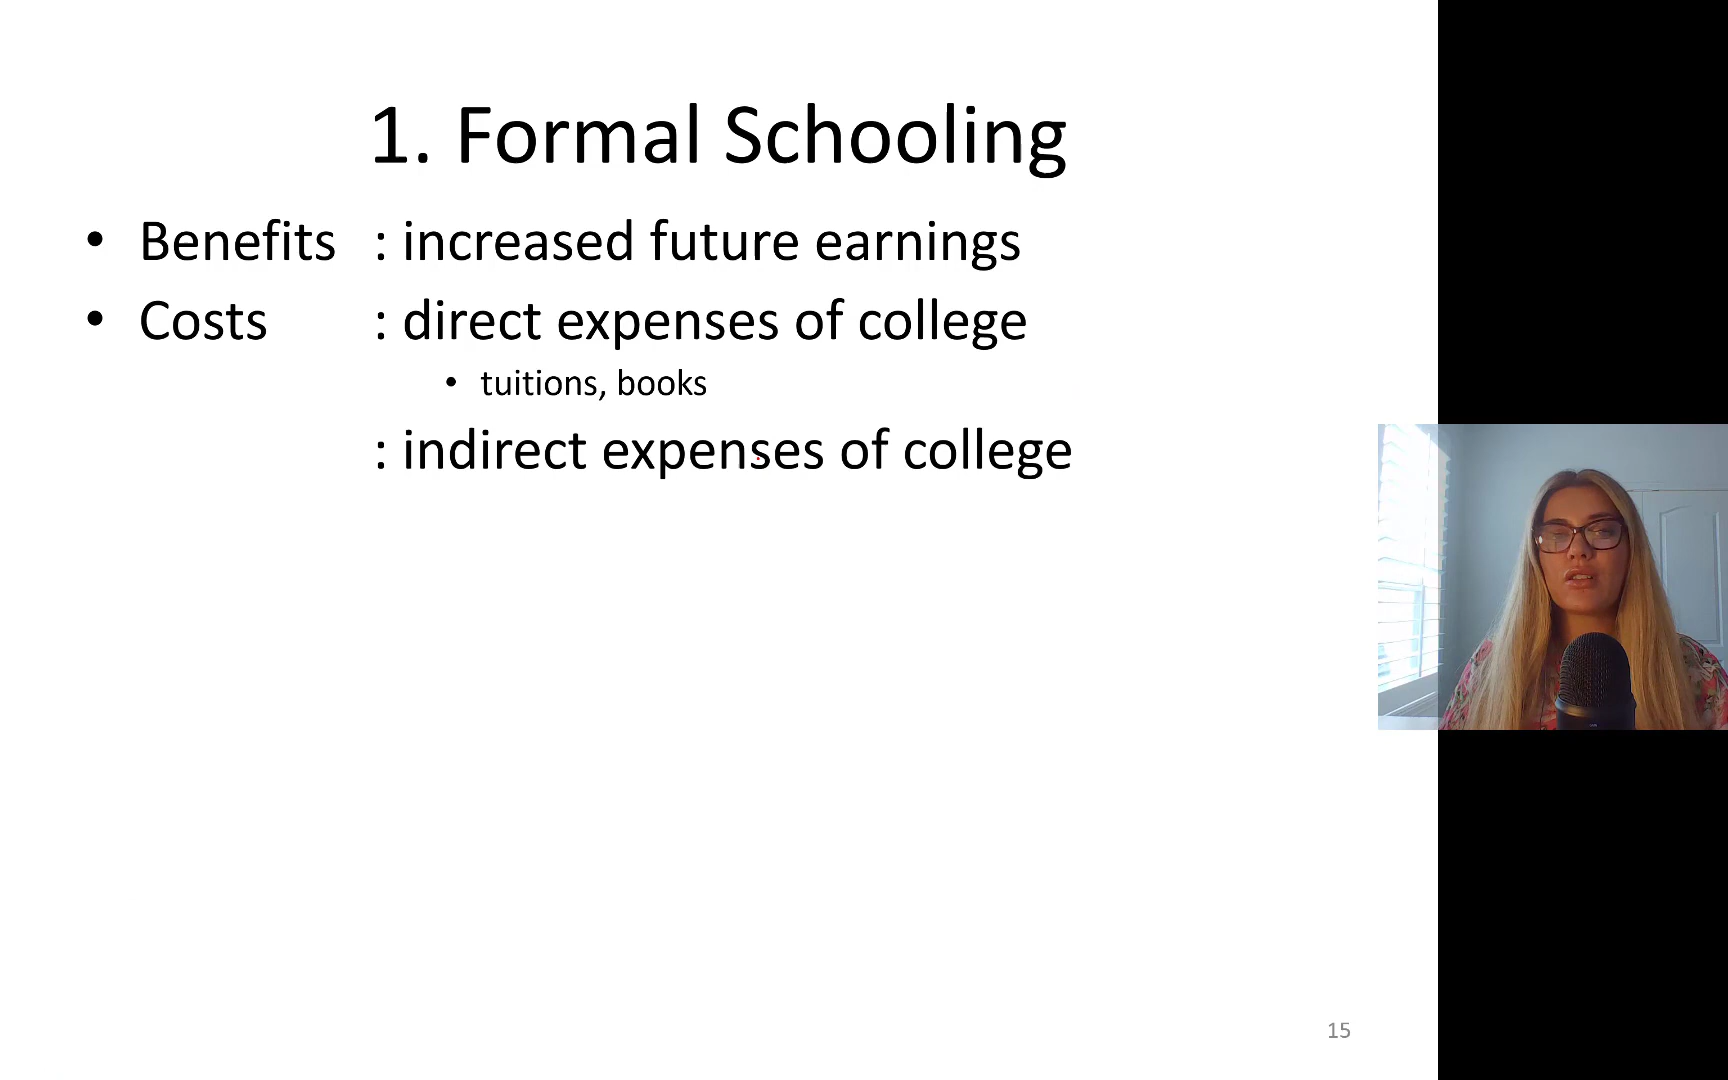 1. Formal Schooling
• Benefits : increased future earnings
• Costs : direct expenses of college
• tuitions, books
: indirect expenses of college
15